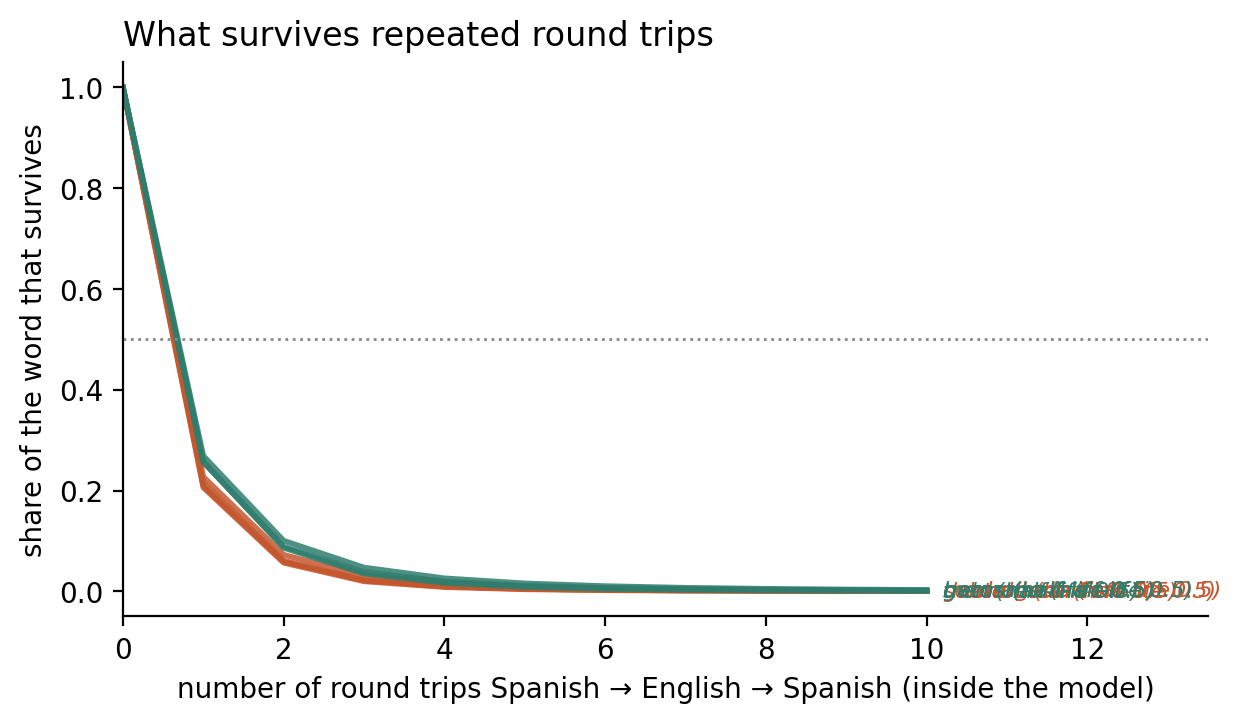 What survives repeated round trips
share of the word that survives
1.0
0.8
0.6
0.4
0.2
0.0
0 2 4 6 8 10 12
number of round trips Spanish → English → Spanish (inside the model)